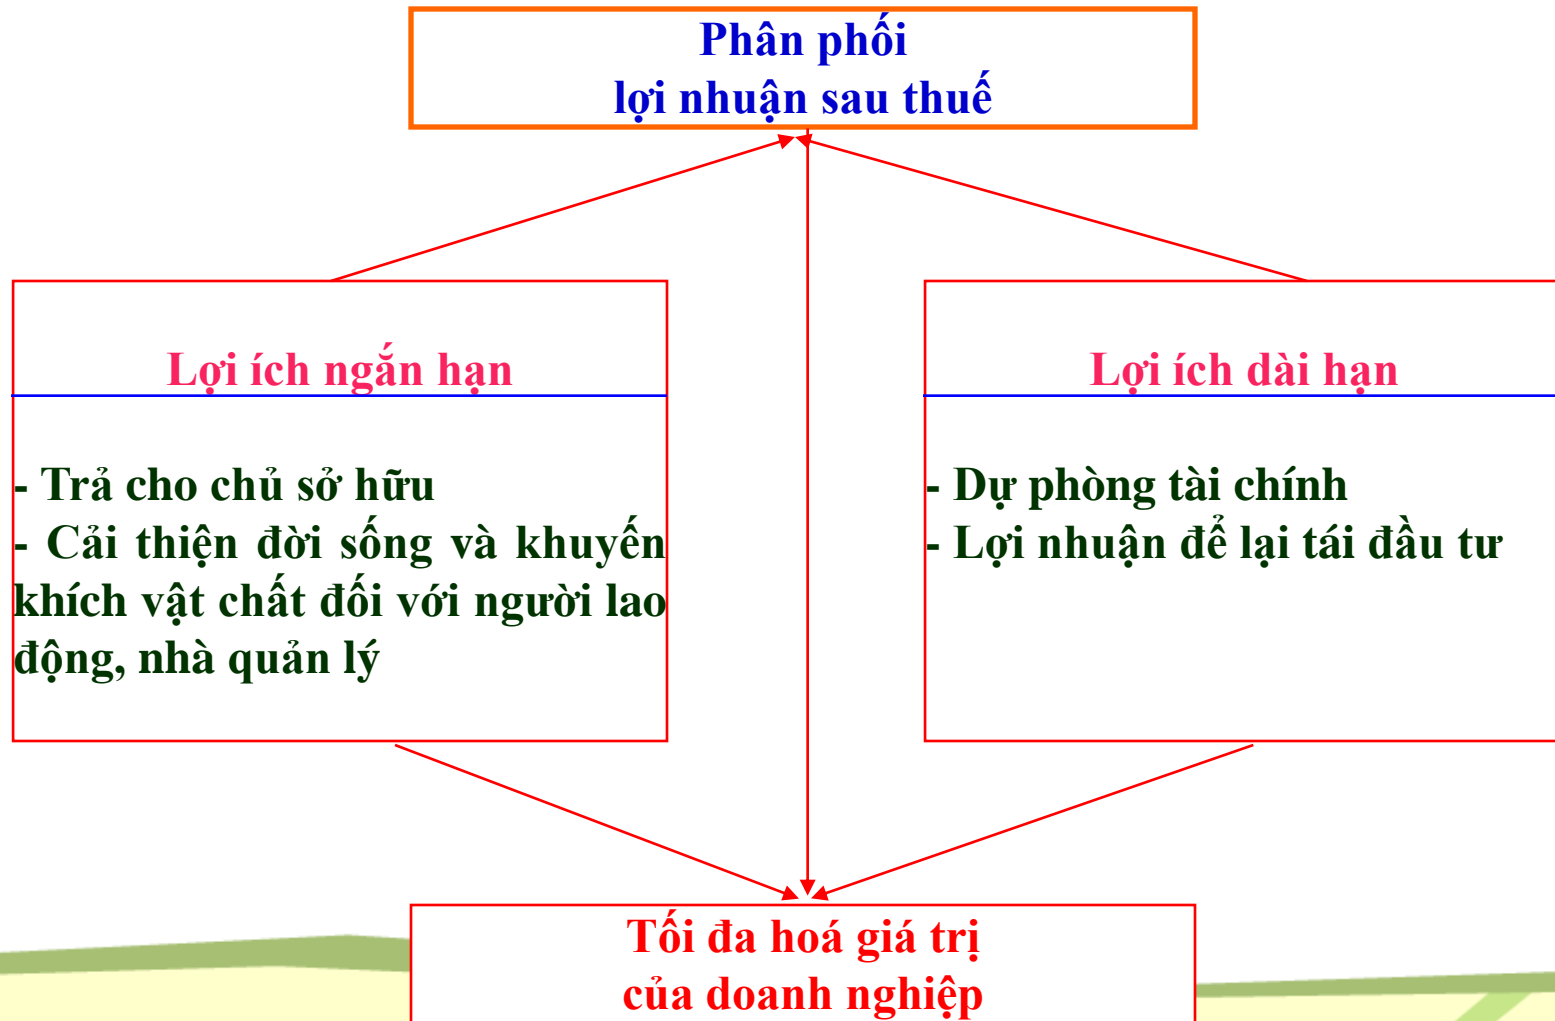 Phân phối
lợi nhuận sau thuế
Lợi ích ngắn hạn
- Trả cho chủ sở hữu
- Cải thiện đời sống và khuyến
khích vật chất đối với người lao
động, nhà quản lý
Lợi ích dài hạn
- Dự phòng tài chính
- Lợi nhuận để lại tái đầu tư
Tối đa hoá giá trị
của doanh nghiệp